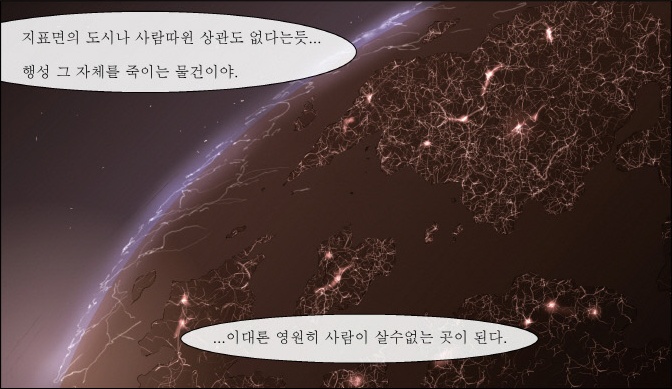 지표면의 도시나 사람따윈 상관도 없다는듯...
행성 그 자체를 죽이는 물건이야.
...이대론 영원히 사람이 살수없는 곳이 된다.